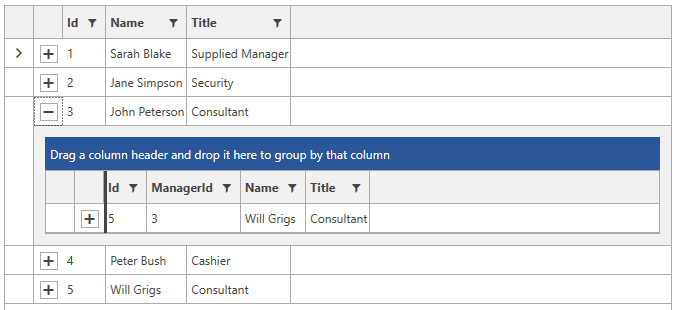 Id Name Title
1 Sarah Blake Supplied Manager
2 Jane Simpson Security
3 John Peterson Consultant
Drag a column header and drop it here to group by that column
Id ManagerId Name Title
5 3 Will Grigs Consultant
4 Peter Bush Cashier
5 Will Grigs Consultant